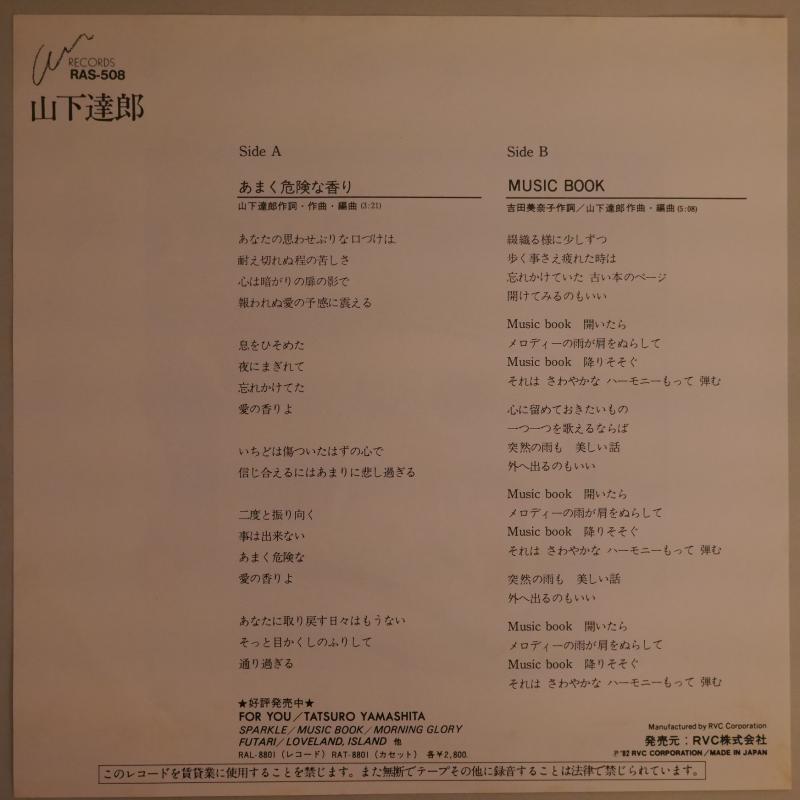 RECORDS
RAS-508
山下達郎
Side A
あまく危険な香り
山下達郎作詞・作曲・編曲(3:21)
あなたの思わせぶりな口づけは
耐え切れぬ程の苦しさ
心は暗がりの扉の影で
報われぬ愛の予感に震える
息をひそめた
夜にまぎれて
忘れかけてた
愛の香りよ
いちどは傷ついたはずの心で
信じ合えるにはあまりに悲し過ぎる
二度と振り向く
事は出来ない
あまく危険な
愛の香りよ
あなたに取り戻す日々はもうない
そっと目かくしのふりして
通り過ぎる
★好評発売中★
FOR YOU／TATSURO YAMASHITA
SPARKLE／MUSIC BOOK／MORNING GLORY
FUTARI／LOVELAND, ISLAND 他
RAL-8801（レコード）RAT-8801（カセット）各¥2,800.
Side B
MUSIC BOOK
吉田美奈子作詞／山下達郎作曲・編曲(5:08)
綴織る様に少しずつ
歩く事さえ疲れた時は
忘れかけていた 古い本のページ
開けてみるのもいい
Music book 開いたら
メロディーの雨が肩をぬらして
Music book 降りそそぐ
それは さわやかな ハーモニーもって 弾む
心に留めておきたいもの
一つ一つを歌えるならば
突然の雨も 美しい話
外へ出るのもいい
Music book 開いたら
メロディーの雨が肩をぬらして
Music book 降りそそぐ
それは さわやかな ハーモニーもって 弾む
突然の雨も 美しい話
外へ出るのもいい
Music book 開いたら
メロディーの雨が肩をぬらして
Music book 降りそそぐ
それは さわやかな ハーモニーもって 弾む
Manufactured by RVC Corporation
発売元：RVC株式会社
℗'82 RVC CORPORATION／MADE IN JAPAN
このレコードを賃貸業に使用することを禁じます。また無断でテープその他に録音することは法律で禁じられています。